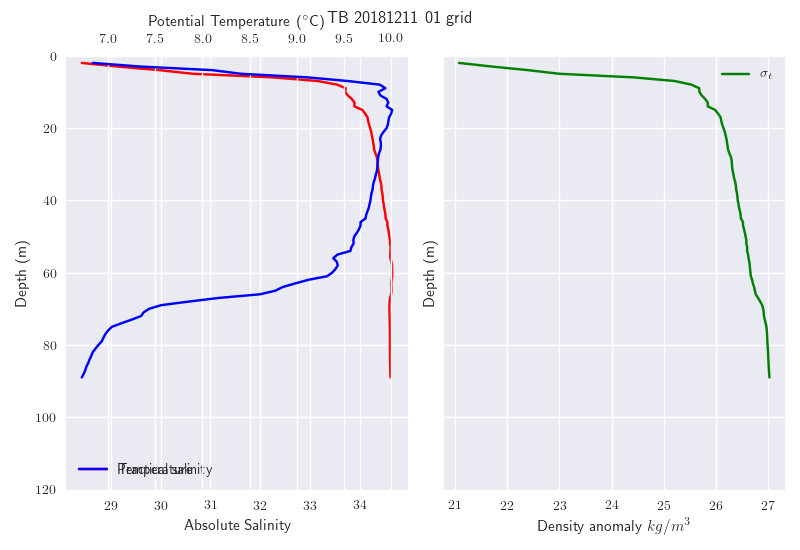 TB 20181211 01 grid
Potential Temperature (°C)
7.0 7.5 8.0 8.5 9.0 9.5 10.0
0
20
40
60
80
100
120
Depth (m)
29 30 31 32 33 34
Absolute Salinity
Depth (m)
σt
21 22 23 24 25 26 27
Density anomaly kg/m³